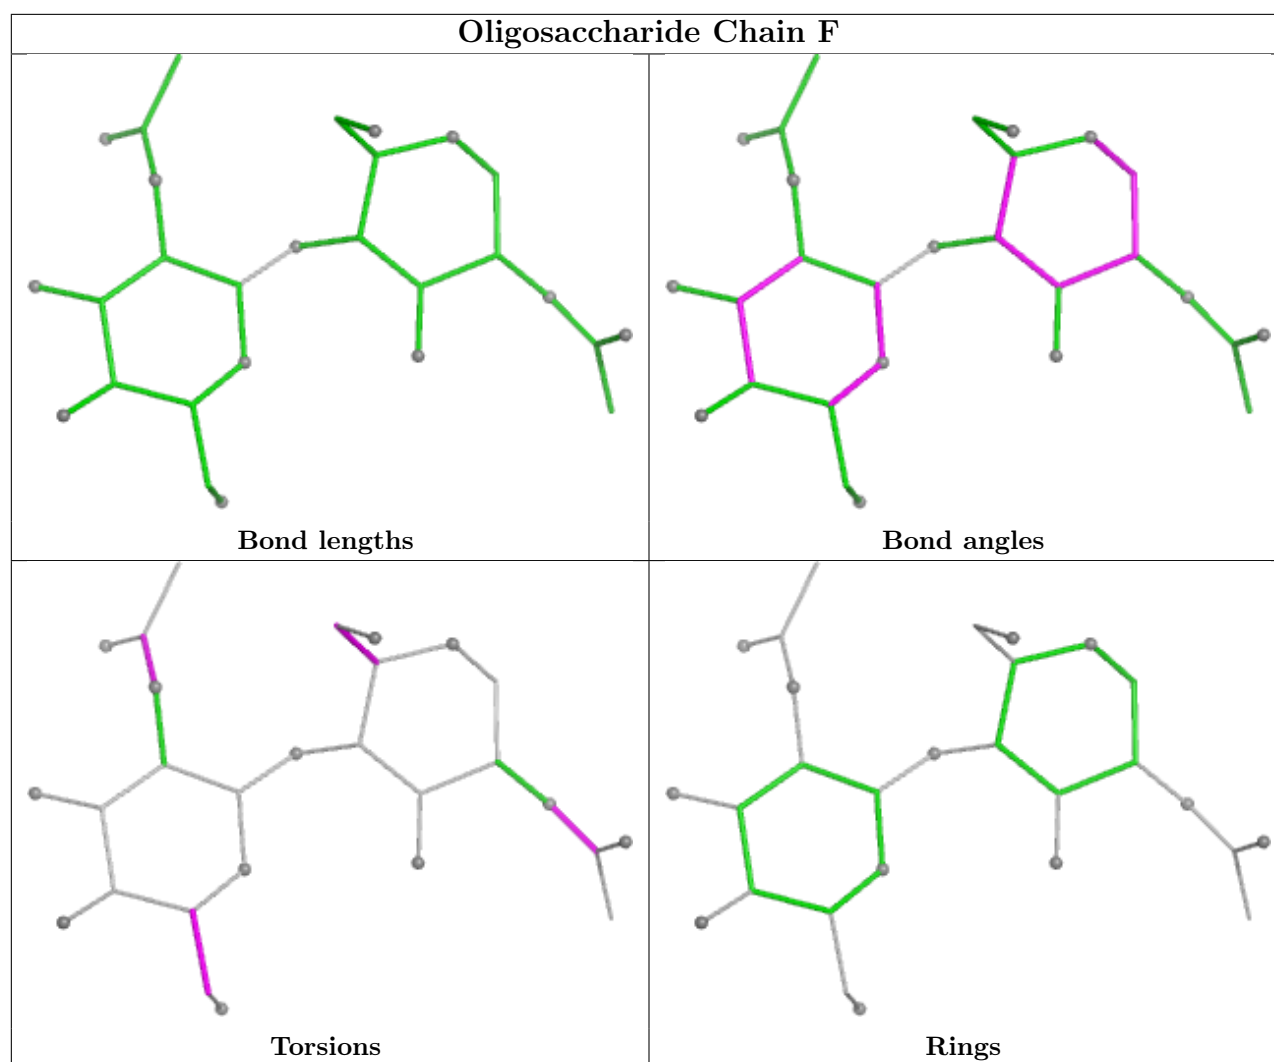 Oligosaccharide Chain F
Bond lengths
Bond angles
Torsions
Rings